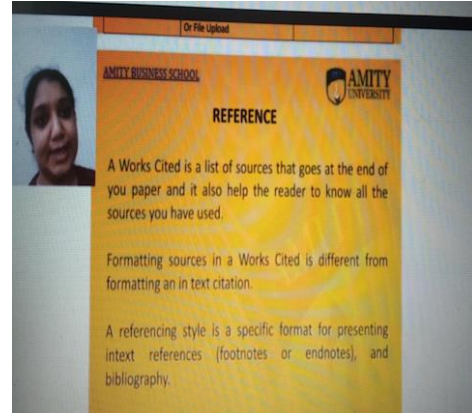 Or File Upload
AMITY BUSINESS SCHOOL
AMITY
UNIVERSITY
REFERENCE
A Works Cited is a list of sources that goes at the end of
you paper and it also help the reader to know all the
sources you have used.
Formatting sources in a Works Cited is different from
formatting an in text citation.
A referencing style is a specific format for presenting
intext references (footnotes or endnotes), and
bibliography.